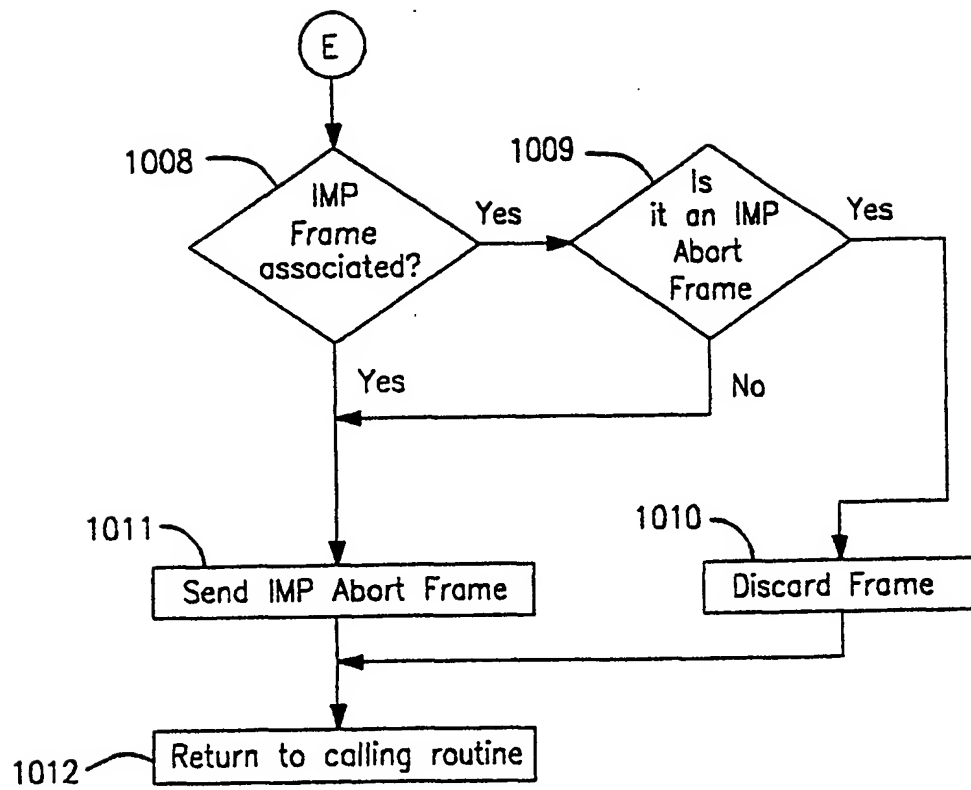 E
1008
IMP
Frame
associated?
Yes
Yes
1009
Is
it an IMP
Abort
Frame
Yes
No
1011
Send IMP Abort Frame
1010
Discard Frame
1012
Return to calling routine